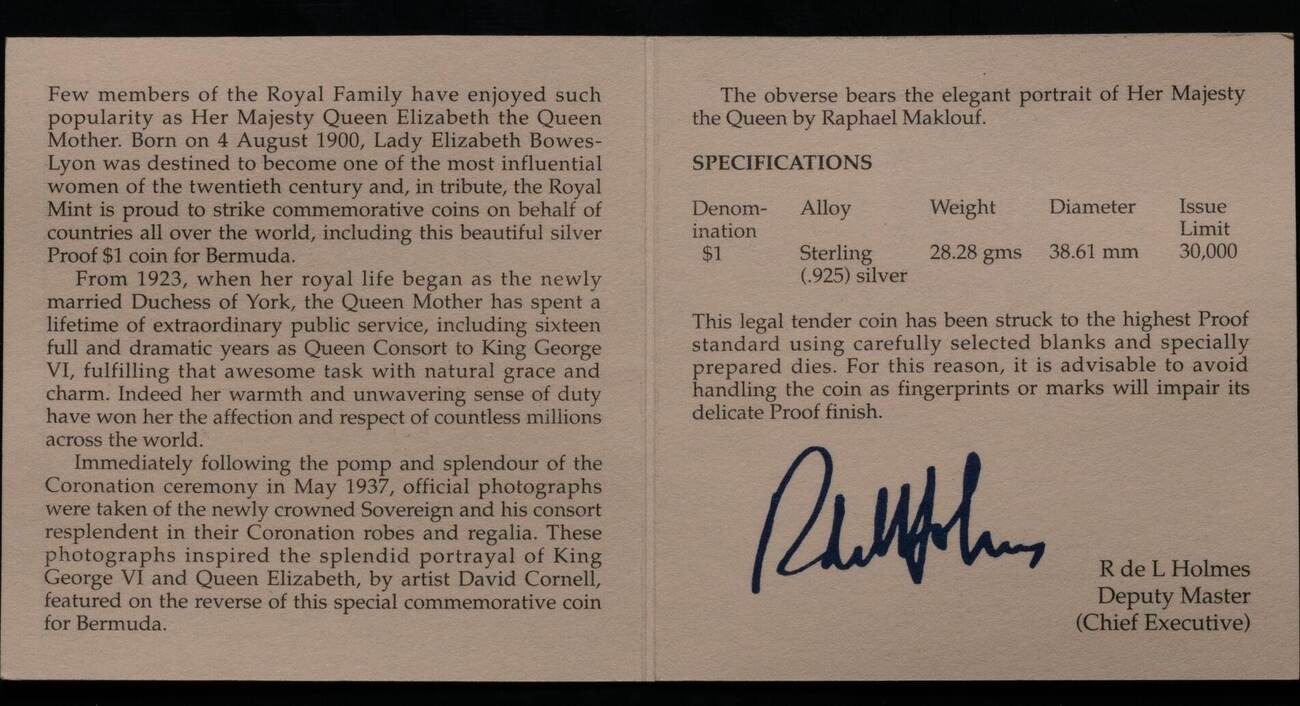 Few members of the Royal Family have enjoyed such
popularity as Her Majesty Queen Elizabeth the Queen
Mother. Born on 4 August 1900, Lady Elizabeth Bowes-
Lyon was destined to become one of the most influential
women of the twentieth century and, in tribute, the Royal
Mint is proud to strike commemorative coins on behalf of
countries all over the world, including this beautiful silver
Proof $1 coin for Bermuda.
From 1923, when her royal life began as the newly
married Duchess of York, the Queen Mother has spent a
lifetime of extraordinary public service, including sixteen
full and dramatic years as Queen Consort to King George
VI, fulfilling that awesome task with natural grace and
charm. Indeed her warmth and unwavering sense of duty
have won her the affection and respect of countless millions
across the world.
Immediately following the pomp and splendour of the
Coronation ceremony in May 1937, official photographs
were taken of the newly crowned Sovereign and his consort
resplendent in their Coronation robes and regalia. These
photographs inspired the splendid portrayal of King
George VI and Queen Elizabeth, by artist David Cornell,
featured on the reverse of this special commemorative coin
for Bermuda.
The obverse bears the elegant portrait of Her Majesty
the Queen by Raphael Maklouf.
SPECIFICATIONS
Denom- Alloy Weight Diameter Issue
ination Limit
$1 Sterling 28.28 gms 38.61 mm 30,000
(.925) silver
This legal tender coin has been struck to the highest Proof
standard using carefully selected blanks and specially
prepared dies. For this reason, it is advisable to avoid
handling the coin as fingerprints or marks will impair its
delicate Proof finish.
R de L Holmes
R de L Holmes
Deputy Master
(Chief Executive)